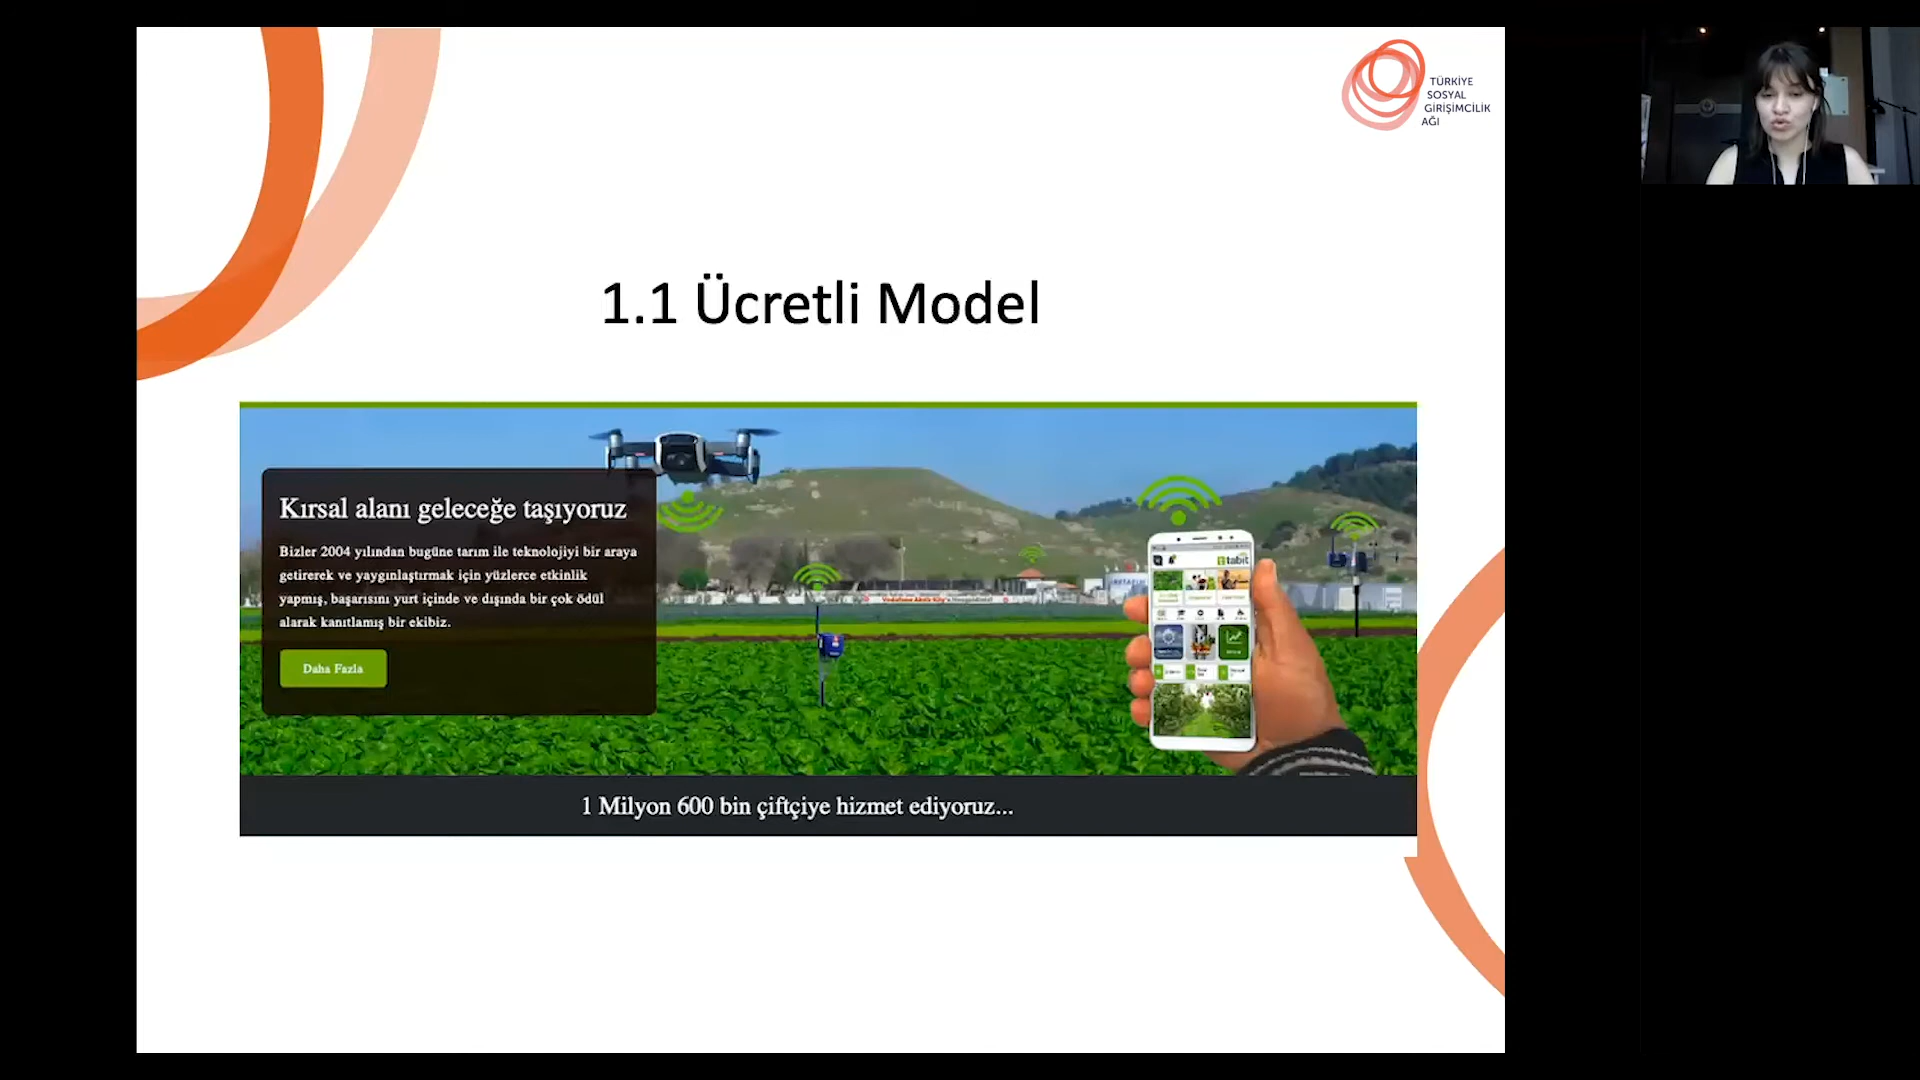 TÜRKİYE
SOSYAL
GİRİŞİMCİLİK
AĞI
1.1 Ücretli Model
Kırsal alanı geleceğe taşıyoruz
Bizler 2004 yılından bugüne tarım ile teknolojiyi bir araya
getirerek ve yaygınlaştırmak için yüzlerce etkinlik
yapmış, başarısını yurt içinde ve dışında bir çok ödül
alarak kanıtlamış bir ekibiz.
Daha Fazla
tabit
1 Milyon 600 bin çiftçiye hizmet ediyoruz...